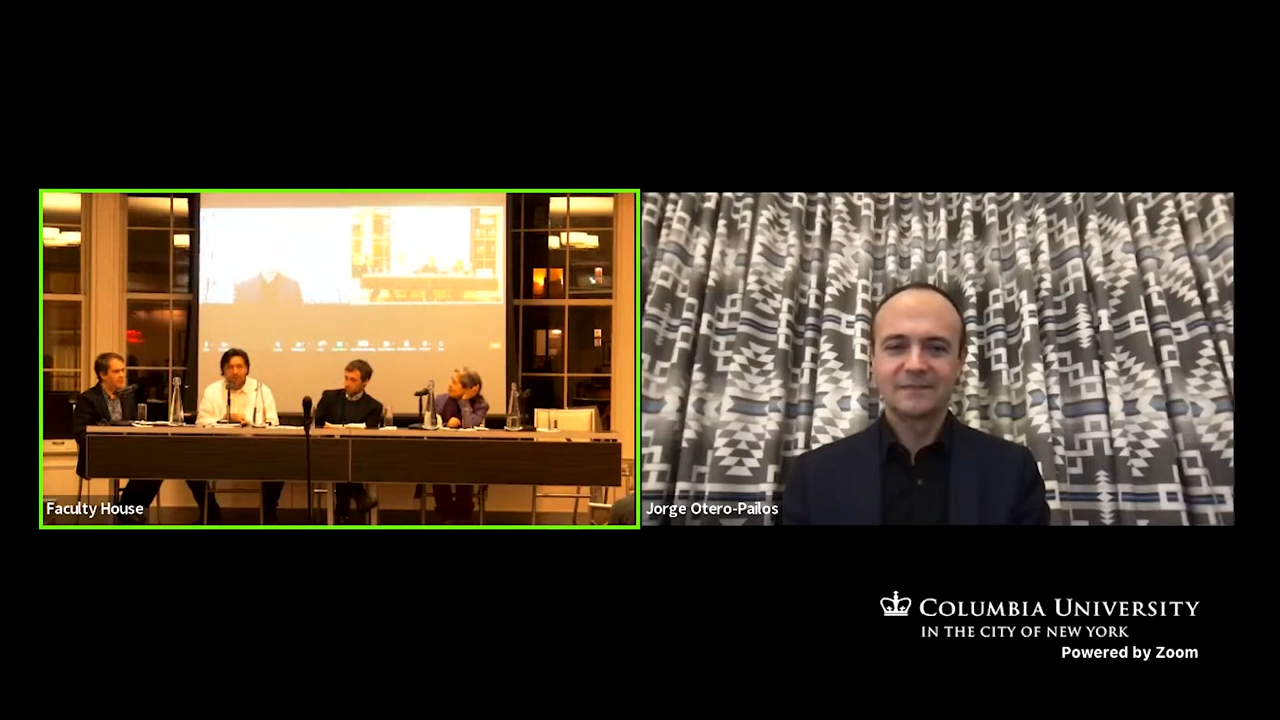 Faculty House
Jorge Otero-Pailos
COLUMBIA UNIVERSITY
IN THE CITY OF NEW YORK
Powered by Zoom